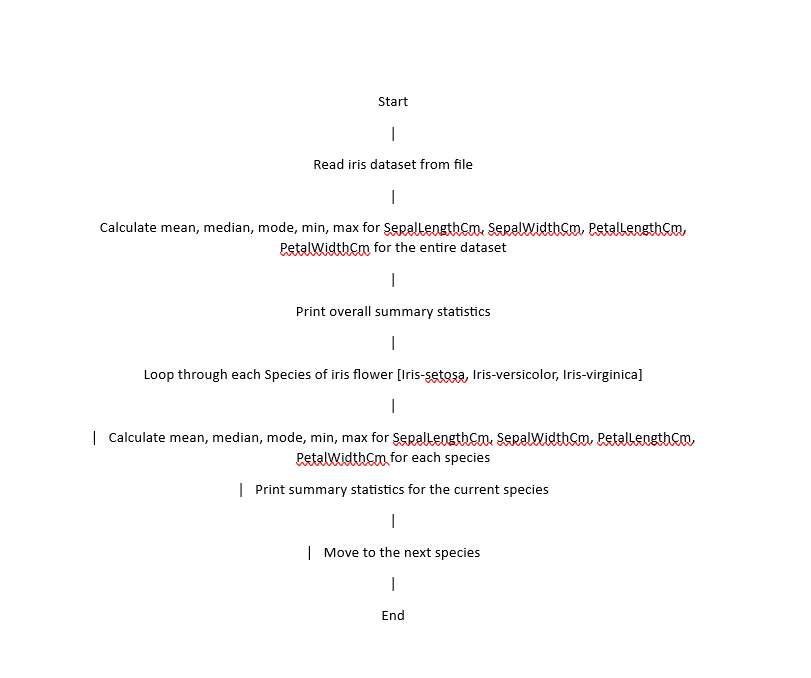 Start
|
Read iris dataset from file
|
Calculate mean, median, mode, min, max for SepalLengthCm, SepalWidthCm, PetalLengthCm,
PetalWidthCm for the entire dataset
|
Print overall summary statistics
|
Loop through each Species of iris flower [Iris-setosa, Iris-versicolor, Iris-virginica]
|
| Calculate mean, median, mode, min, max for SepalLengthCm, SepalWidthCm, PetalLengthCm,
PetalWidthCm for each species
| Print summary statistics for the current species
|
| Move to the next species
|
End